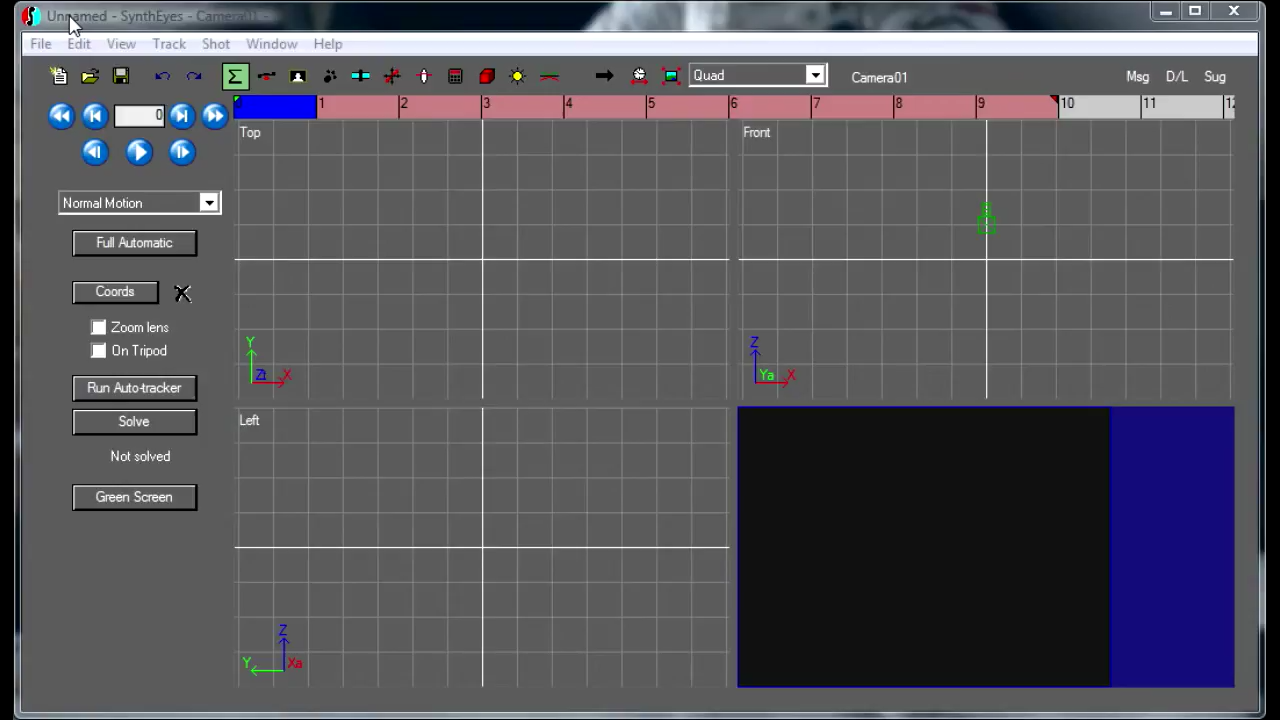 Unnamed - SynthEyes - Camera01 -
File Edit View Track Shot Window Help
Quad Camera01 Msg D/L Sug
0 1 2 3 4 5 6 7 8 9 10 11
Top Front
Normal Motion
Full Automatic
Coords
Zoom lens
On Tripod
Y Z
Z X Ya X
Run Auto-tracker
Left
Solve
Not solved
Green Screen
Z
Y Xa